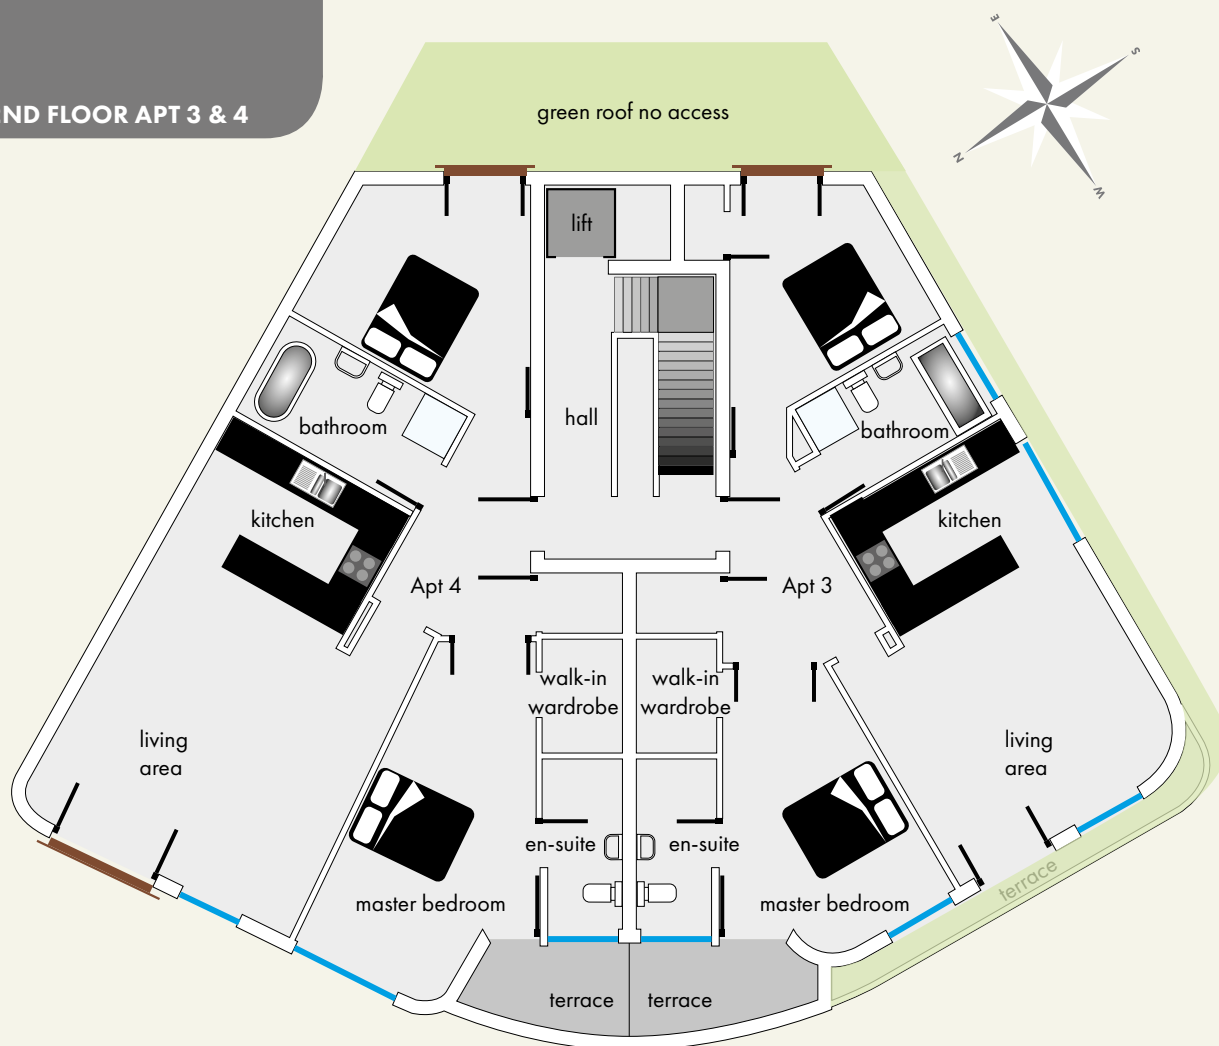 ND FLOOR APT 3 & 4
E
S
N
W
green roof no access
lift
hall
bathroom
bathroom
kitchen
kitchen
Apt 4
Apt 3
walk-in
wardrobe
walk-in
wardrobe
living
area
living
area
en-suite
en-suite
terrace
master bedroom
master bedroom
terrace
terrace